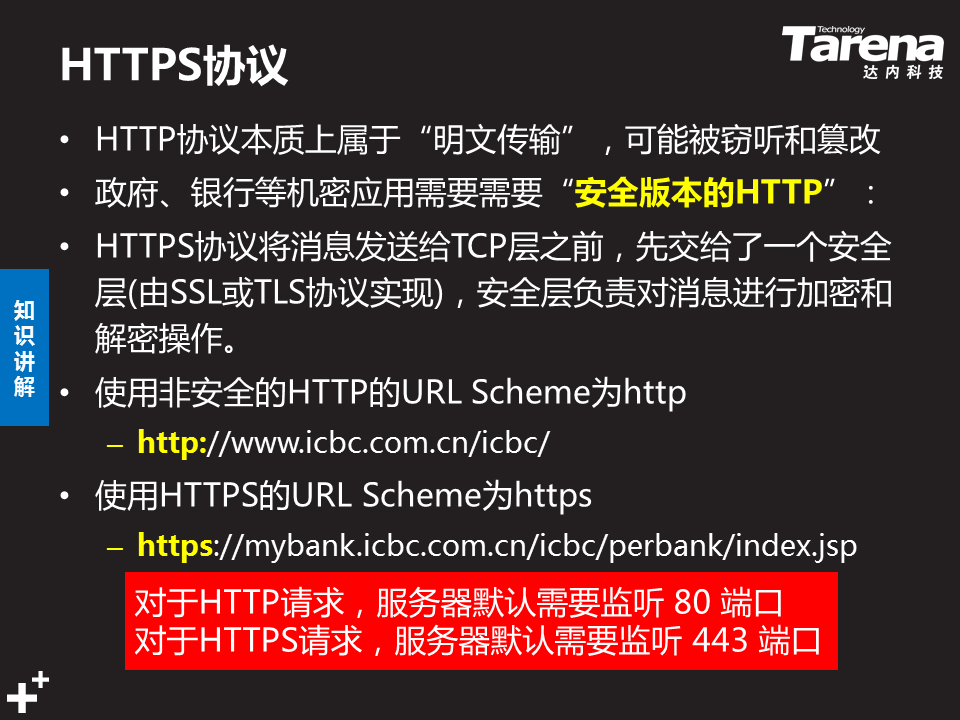 HTTPS协议
Technology
Tarena
达内科技
• HTTP协议本质上属于“明文传输”，可能被窃听和篡改
• 政府、银行等机密应用需要需要“安全版本的HTTP”：
• HTTPS协议将消息发送给TCP层之前，先交给了一个安全
层(由SSL或TLS协议实现)，安全层负责对消息进行加密和
解密操作。
知识讲解
• 使用非安全的HTTP的URL Scheme为http
– http://www.icbc.com.cn/icbc/
• 使用HTTPS的URL Scheme为https
– https://mybank.icbc.com.cn/icbc/perbank/index.jsp
对于HTTP请求，服务器默认需要监听 80 端口
对于HTTPS请求，服务器默认需要监听 443 端口